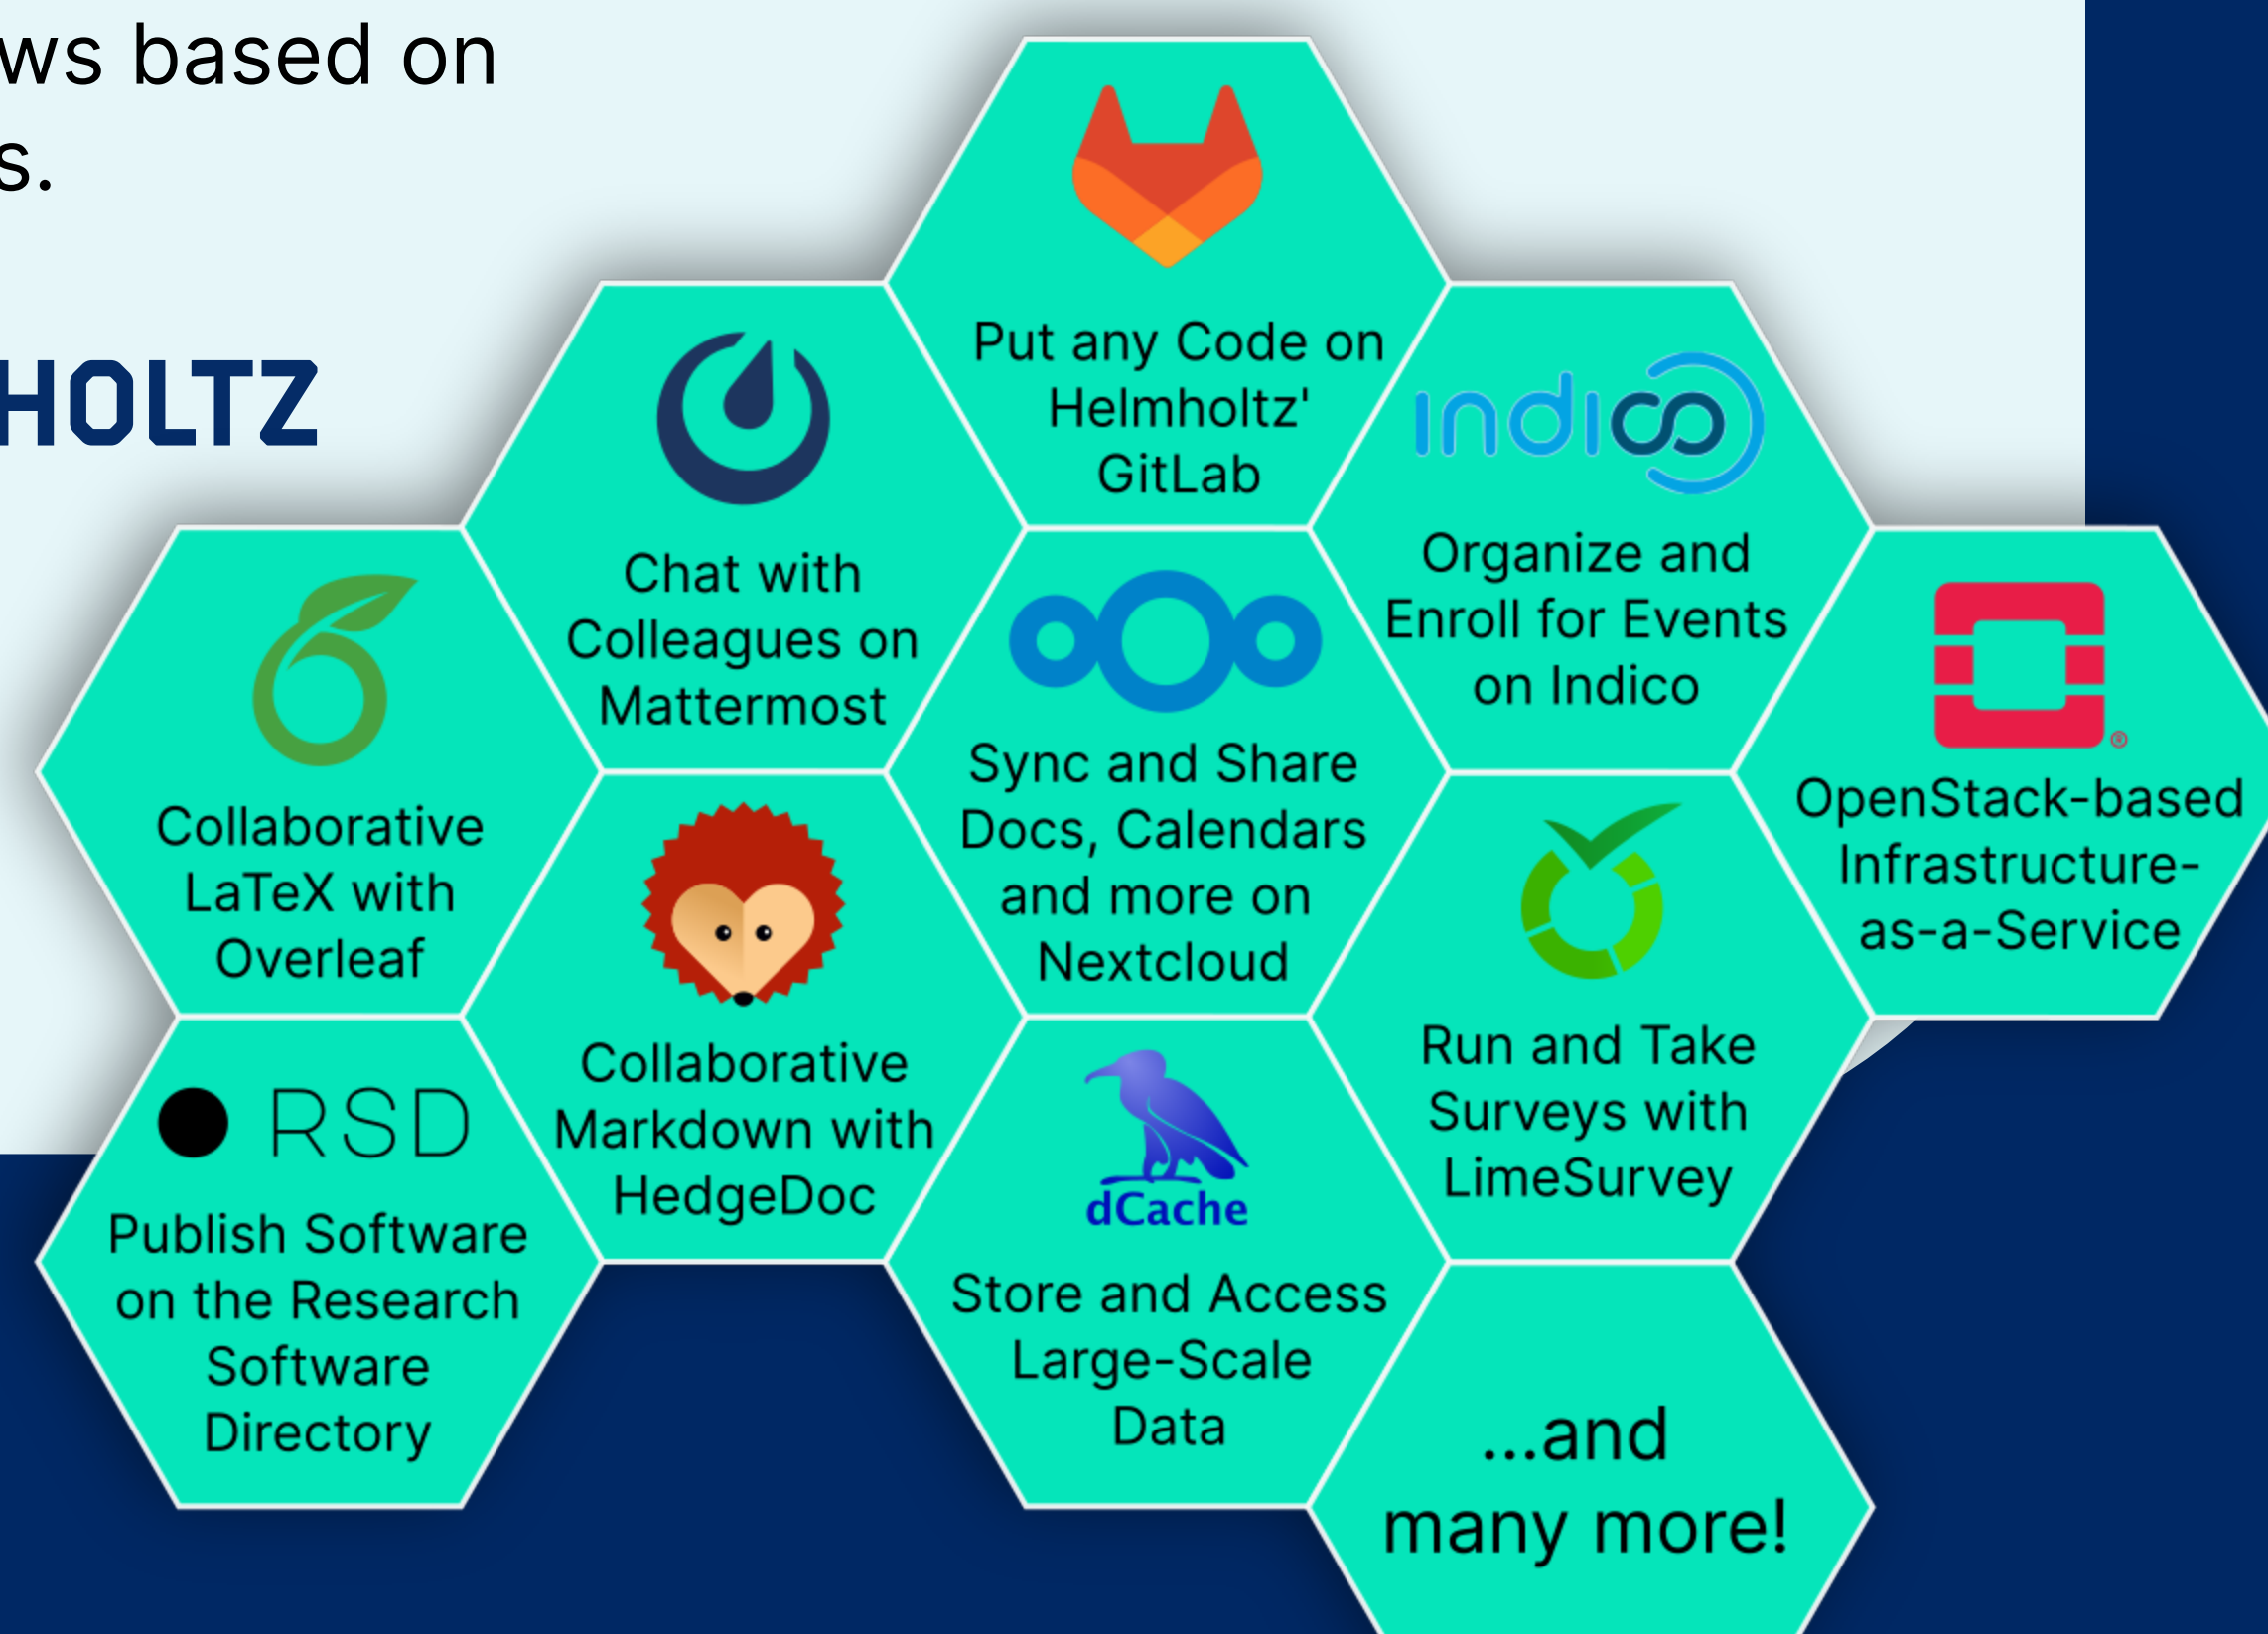 ws based on
s.
HOLTZ
Put any Code on
Helmholtz'
GitLab
Chat with
Colleagues on
Mattermost
indico
Organize and
Enroll for Events
on Indico
Collaborative
LaTeX with
Overleaf
Sync and Share
Docs, Calendars
and more on
Nextcloud
®
OpenStack-based
Infrastructure-
as-a-Service
Collaborative
Markdown with
HedgeDoc
Run and Take
Surveys with
LimeSurvey
RSD
Publish Software
on the Research
Software
Directory
dCache
Store and Access
Large-Scale
Data
...and
many more!